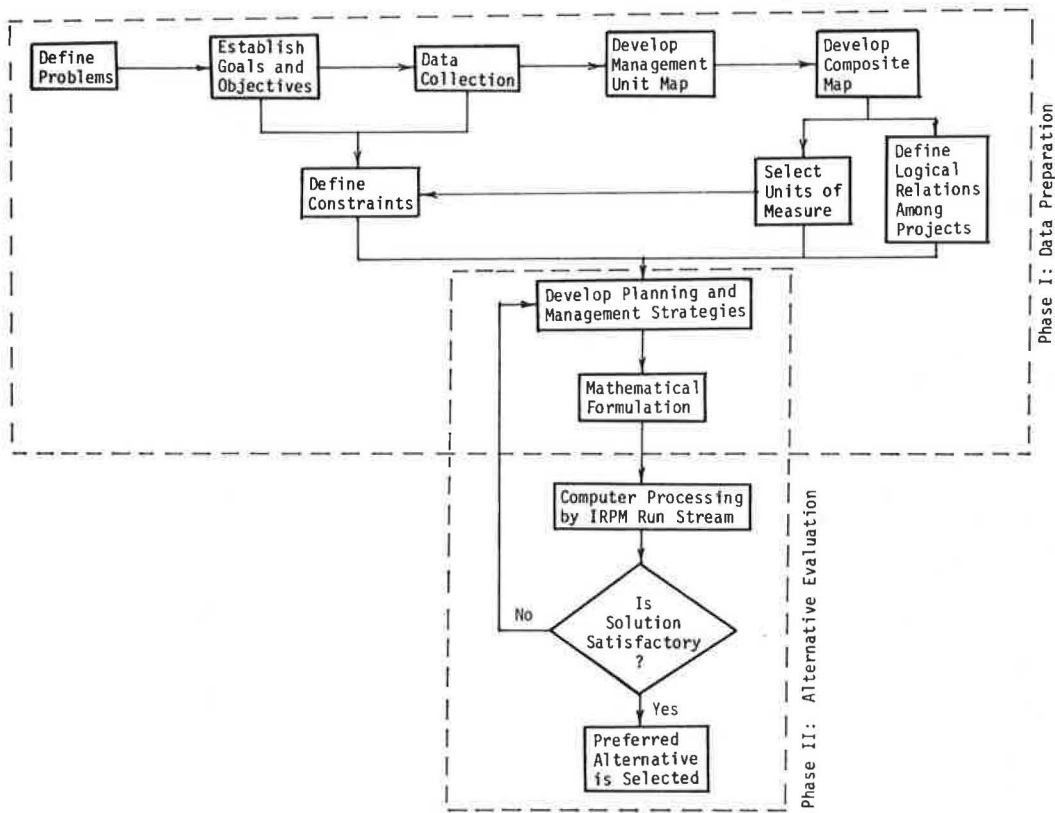 Define
Problems
Establish
Goals and
Objectives
Data
Collection
Develop
Management
Unit Map
Develop
Composite
Map
Define
Constraints
Select
Units of
Measure
Define
Logical
Relations
Among
Projects
Phase I: Data Preparation
Develop Planning and
Management Strategies
Mathematical
Formulation
Computer Processing
by IRPM Run Stream
Is
Solution
Satisfactory
?
No
Yes
Preferred
Alternative
is Selected
Phase II: Alternative Evaluation